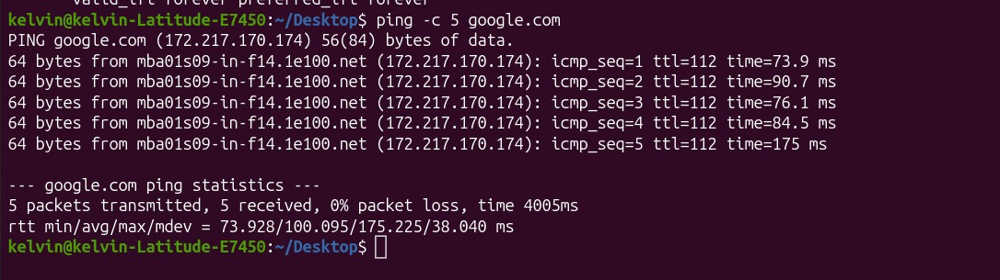 valid_lft forever preferred_lft forever
kelvin@kelvin-Latitude-E7450:~/Desktop$ ping -c 5 google.com
PING google.com (172.217.170.174) 56(84) bytes of data.
64 bytes from mba01s09-in-f14.1e100.net (172.217.170.174): icmp_seq=1 ttl=112 time=73.9 ms
64 bytes from mba01s09-in-f14.1e100.net (172.217.170.174): icmp_seq=2 ttl=112 time=90.7 ms
64 bytes from mba01s09-in-f14.1e100.net (172.217.170.174): icmp_seq=3 ttl=112 time=76.1 ms
64 bytes from mba01s09-in-f14.1e100.net (172.217.170.174): icmp_seq=4 ttl=112 time=84.5 ms
64 bytes from mba01s09-in-f14.1e100.net (172.217.170.174): icmp_seq=5 ttl=112 time=175 ms
--- google.com ping statistics ---
5 packets transmitted, 5 received, 0% packet loss, time 4005ms
rtt min/avg/max/mdev = 73.928/100.095/175.225/38.040 ms
kelvin@kelvin-Latitude-E7450:~/Desktop$